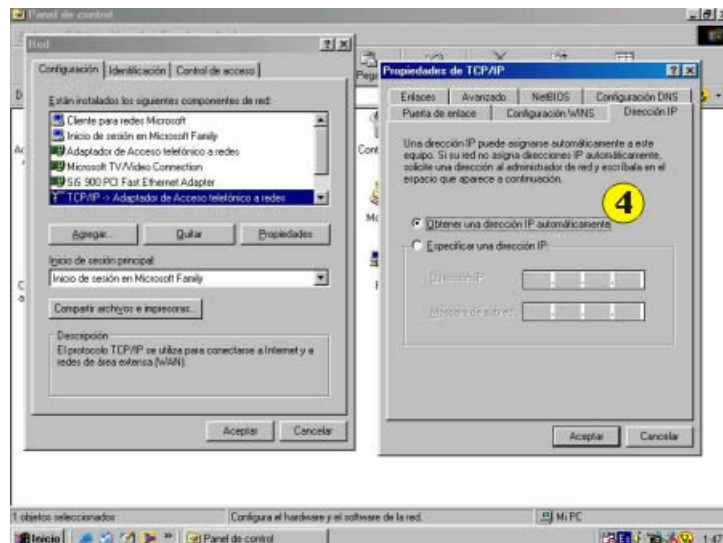 Panel de control
Red
Configuración
Identificación
Control de acceso
Están instalados los siguientes componentes de red:
Cliente para redes Microsoft
Inicio de sesión en Microsoft Family
Adaptador de Acceso telefónico a redes
Microsoft TV/Video Connection
SiS 900 PCI Fast Ethernet Adapter
TCP/IP -> Adaptador de Acceso telefónico a redes
Agregar...
Quitar
Propiedades
Inicio de sesión principal:
Inicio de sesión en Microsoft Family
Compartir archivos e impresoras...
Descripción
El protocolo TCP/IP se utiliza para conectarse a Internet y a
redes de área extensa (WAN).
Aceptar
Cancelar
Propiedades de TCP/IP
Enlaces
Avanzado
NetBIOS
Configuración DNS
Puerta de enlace
Configuración WINS
Dirección IP
Una dirección IP puede asignarse automáticamente a este
equipo. Si su red no asigna direcciones IP automáticamente,
solicite una dirección al administrador de red y escríbala en el
espacio que aparece a continuación.
4
Obtener una dirección IP automáticamente
Especificar una dirección IP:
Dirección IP:
Máscara de subred:
Aceptar
Cancelar
1 objetos seleccionados
Configura el hardware y el software de la red.
Mi PC
Inicio
Panel de control
1:47